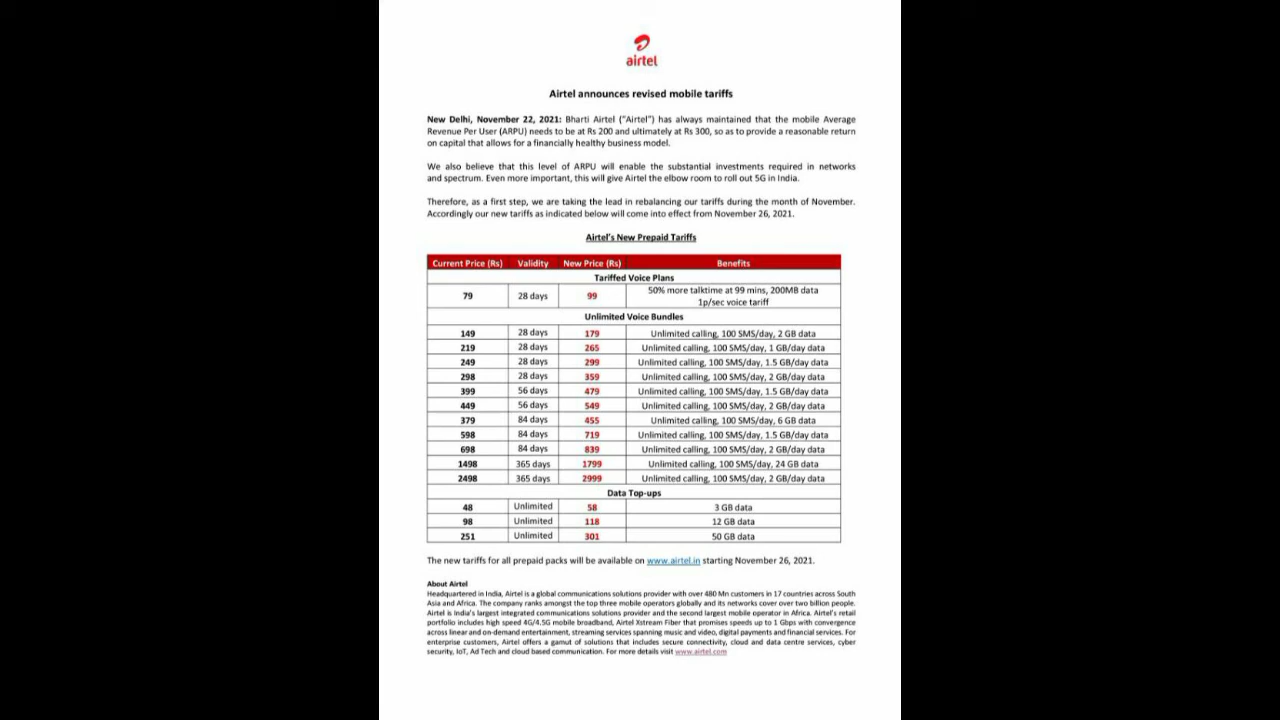 airtel
Airtel announces revised mobile tariffs
New Delhi, November 22, 2021: Bharti Airtel ("Airtel") has always maintained that the mobile Average
Revenue Per User (ARPU) needs to be at Rs 200 and ultimately at Rs 300, so as to provide a reasonable return
on capital that allows for a financially healthy business model.
We also believe that this level of ARPU will enable the substantial investments required in networks
and spectrum. Even more important, this will give Airtel the elbow room to roll out 5G in India.
Therefore, as a first step, we are taking the lead in rebalancing our tariffs during the month of November.
Accordingly our new tariffs as indicated below will come into effect from November 26, 2021.
Airtel's New Prepaid Tariffs
Current Price (Rs) Validity New Price (Rs) Benefits
Tariffed Voice Plans
79 28 days 99 50% more talktime at 99 mins, 200MB data
1p/sec voice tariff
Unlimited Voice Bundles
149 28 days 179 Unlimited calling, 100 SMS/day, 2 GB data
219 28 days 265 Unlimited calling, 100 SMS/day, 1 GB/day data
249 28 days 299 Unlimited calling, 100 SMS/day, 1.5 GB/day data
298 28 days 359 Unlimited calling, 100 SMS/day, 2 GB/day data
399 56 days 479 Unlimited calling, 100 SMS/day, 1.5 GB/day data
449 56 days 549 Unlimited calling, 100 SMS/day, 2 GB/day data
379 84 days 455 Unlimited calling, 100 SMS/day, 6 GB data
598 84 days 719 Unlimited calling, 100 SMS/day, 1.5 GB/day data
698 84 days 839 Unlimited calling, 100 SMS/day, 2 GB/day data
1498 365 days 1799 Unlimited calling, 100 SMS/day, 24 GB data
2498 365 days 2999 Unlimited calling, 100 SMS/day, 2 GB/day data
Data Top-ups
48 Unlimited 58 3 GB data
98 Unlimited 118 12 GB data
251 Unlimited 301 50 GB data
The new tariffs for all prepaid packs will be available on www.airtel.in starting November 26, 2021.
About Airtel
Headquartered in India, Airtel is a global communications solutions provider with over 480 Mn customers in 17 countries across South
Asia and Africa. The company ranks amongst the top three mobile operators globally and its networks cover over two billion people.
Airtel is India's largest integrated communications solutions provider and the second largest mobile operator in Africa. Airtel's retail
portfolio includes high speed 4G/4.5G mobile broadband, Airtel Xstream Fiber that promises speeds up to 1 Gbps with convergence
across linear and on-demand entertainment, streaming services spanning music and video, digital payments and financial services. For
enterprise customers, Airtel offers a gamut of solutions that includes secure connectivity, cloud and data centre services, cyber
security, IoT, Ad Tech and cloud based communication. For more details visit www.airtel.com